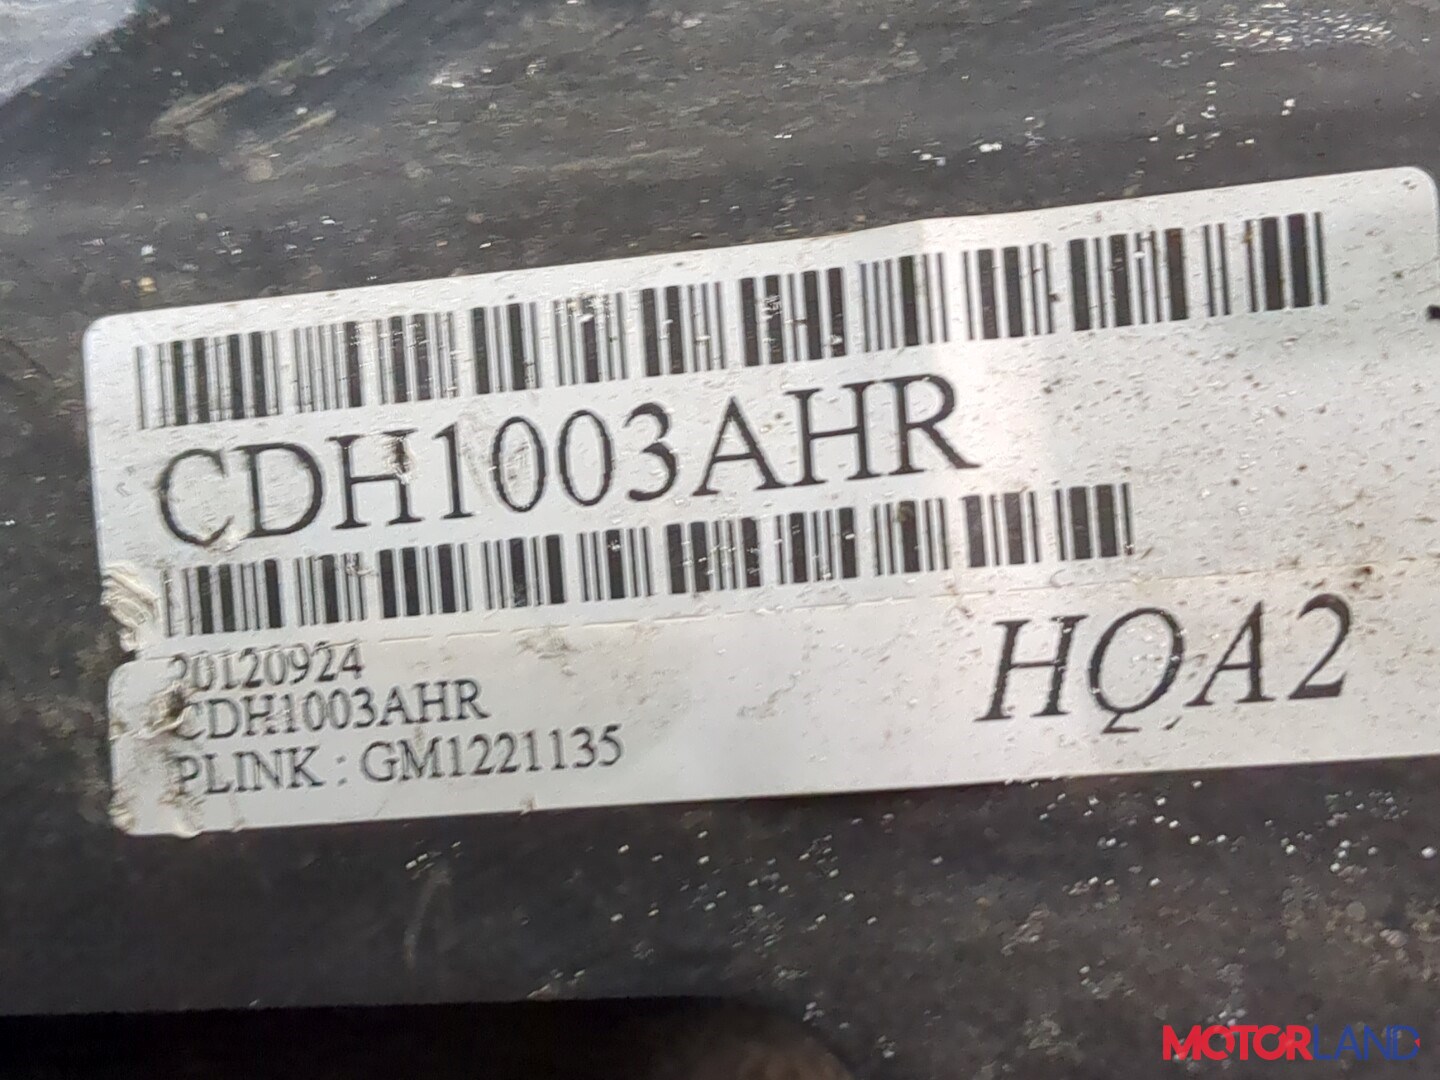 CDH1003AHR
20120924
CDH1003AHR
PLINK : GM1221135
HQA2
MOTORLAND